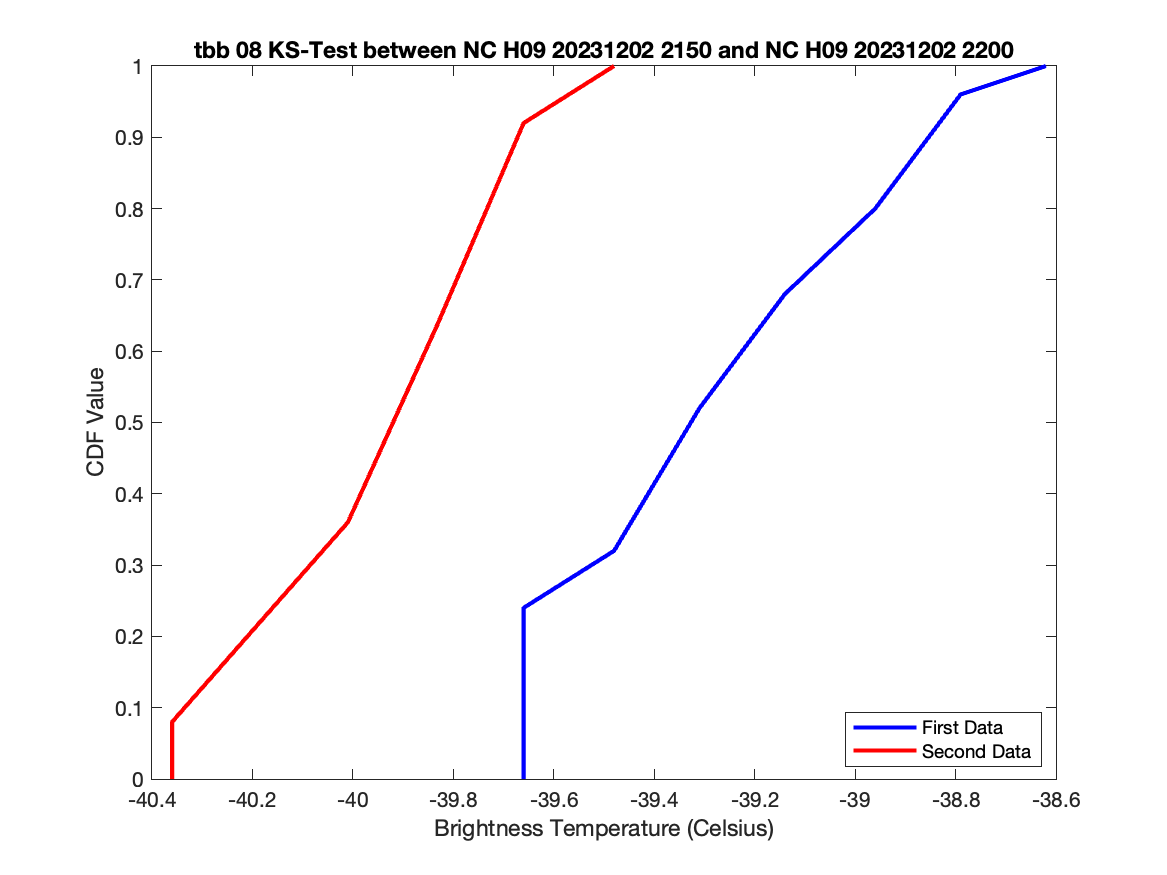 tbb 08 KS-Test between NC H09 20231202 2150 and NC H09 20231202 2200
1
0.9
0.8
0.7
0.6
0.5
0.4
0.3
0.2
0.1
0
CDF Value
First Data
Second Data
-40.4 -40.2 -40 -39.8 -39.6 -39.4 -39.2 -39 -38.8 -38.6
Brightness Temperature (Celsius)